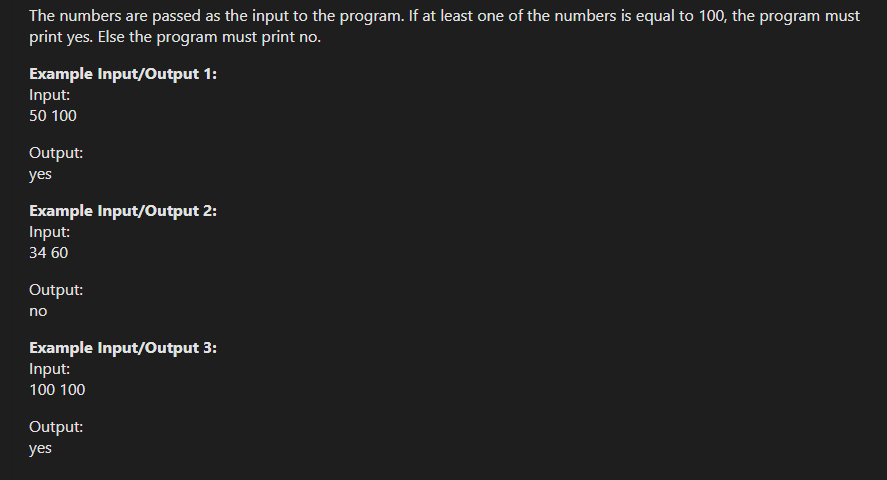 The numbers are passed as the input to the program. If at least one of the numbers is equal to 100, the program must
print yes. Else the program must print no.
Example Input/Output 1:
Input:
50 100
Output:
yes
Example Input/Output 2:
Input:
34 60
Output:
no
Example Input/Output 3:
Input:
100 100
Output:
yes